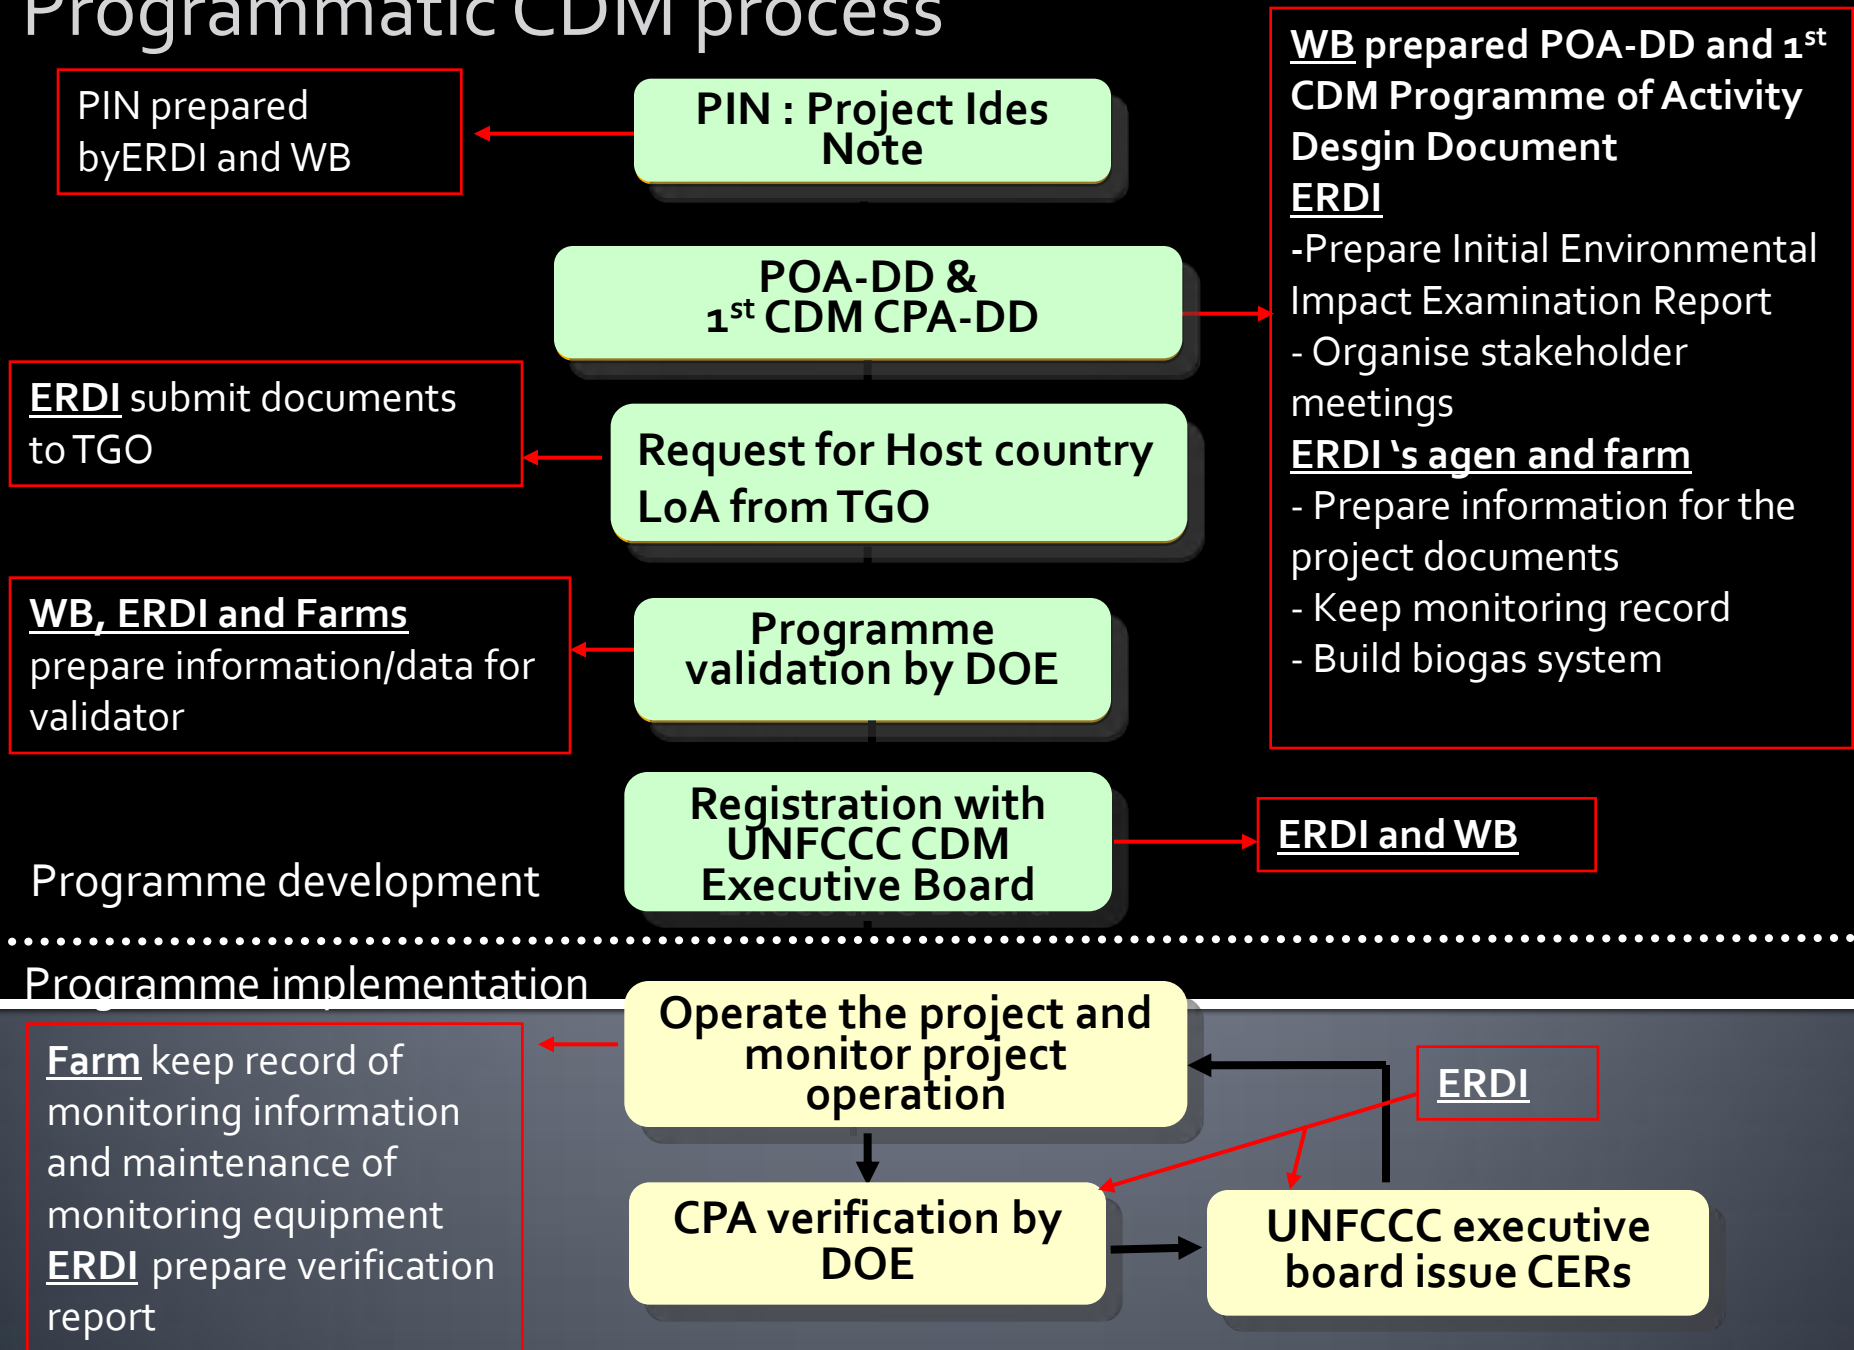 Programmatic CDM process
PIN prepared
byERDI and WB
PIN : Project Ides
Note
WB prepared POA-DD and 1st
CDM Programme of Activity
Desgin Document
ERDI
-Prepare Initial Environmental
Impact Examination Report
- Organise stakeholder
meetings
ERDI ‘s agen and farm
- Prepare information for the
project documents
- Keep monitoring record
- Build biogas system
POA-DD &
1st CDM CPA-DD
ERDI submit documents
to TGO
Request for Host country
LoA from TGO
WB, ERDI and Farms
prepare information/data for
validator
Programme
validation by DOE
Registration with
UNFCCC CDM
Executive Board
ERDI and WB
Programme development
Programme implementation
Operate the project and
monitor project
operation
Farm keep record of
monitoring information
and maintenance of
monitoring equipment
ERDI prepare verification
report
ERDI
CPA verification by
DOE
UNFCCC executive
board issue CERs